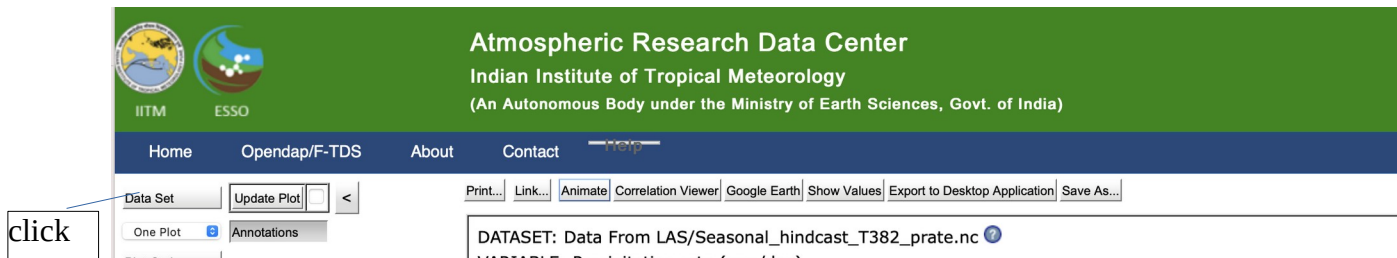 Atmospheric Research Data Center
Indian Institute of Tropical Meteorology
(An Autonomous Body under the Ministry of Earth Sciences, Govt. of India)
IITM ESSO
Home Opendap/F-TDS About Contact Help
Data Set Update Plot < Print... Link... Animate Correlation Viewer Google Earth Show Values Export to Desktop Application Save As...
click
One Plot Annotations
DATASET: Data From LAS/Seasonal_hindcast_T382_prate.nc